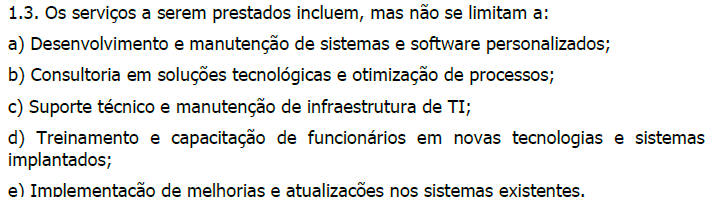 1.3. Os serviços a serem prestados incluem, mas não se limitam a:
a) Desenvolvimento e manutenção de sistemas e software personalizados;
b) Consultoria em soluções tecnológicas e otimização de processos;
c) Suporte técnico e manutenção de infraestrutura de TI;
d) Treinamento e capacitação de funcionários em novas tecnologias e sistemas
implantados;
e) Implementação de melhorias e atualizações nos sistemas existentes.